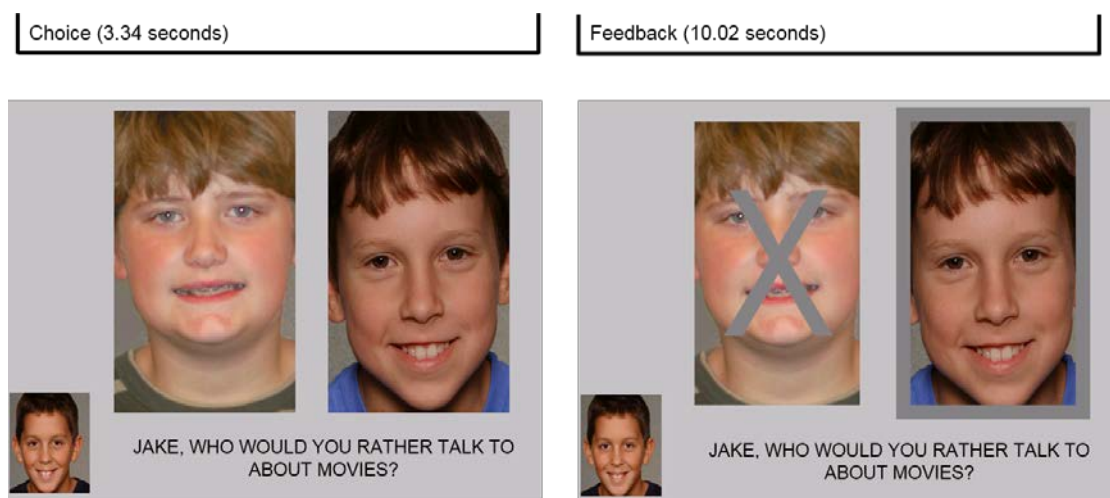 Choice (3.34 seconds)
Feedback (10.02 seconds)
JAKE, WHO WOULD YOU RATHER TALK TO
ABOUT MOVIES?
JAKE, WHO WOULD YOU RATHER TALK TO
ABOUT MOVIES?